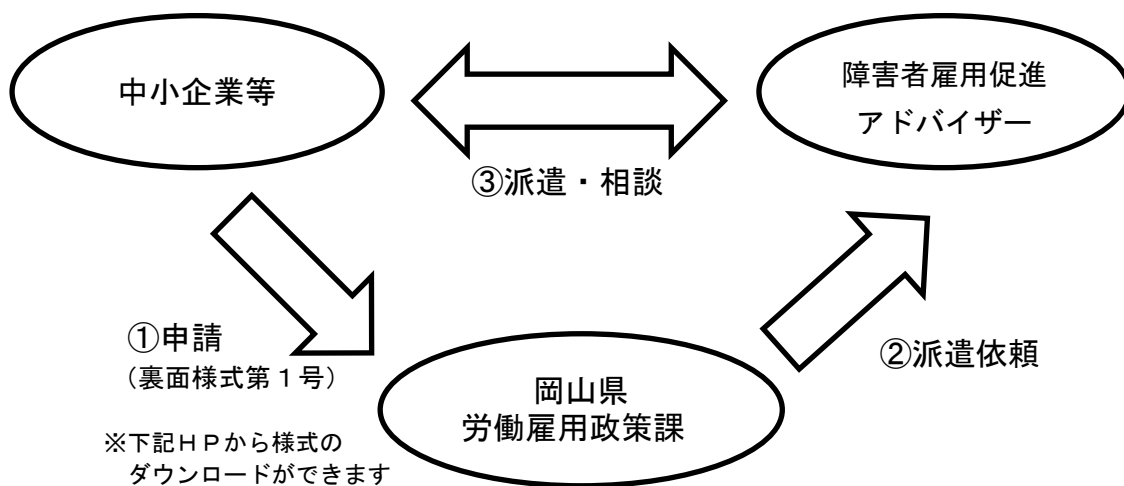 中小企業等
障害者雇用促進
アドバイザー
③派遣・相談
①申請
（裏面様式第１号）
②派遣依頼
岡山県
労働雇用政策課
※下記ＨＰから様式の
ダウンロードができます